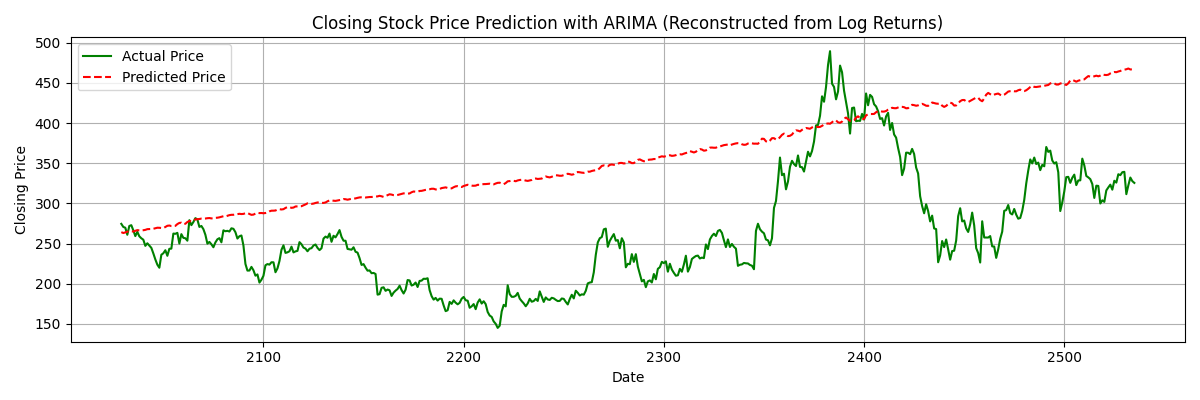 Closing Stock Price Prediction with ARIMA (Reconstructed from Log Returns)
Actual Price
Predicted Price
500
450
400
350
300
250
200
150
Closing Price
2100 2200 2300 2400 2500
Date